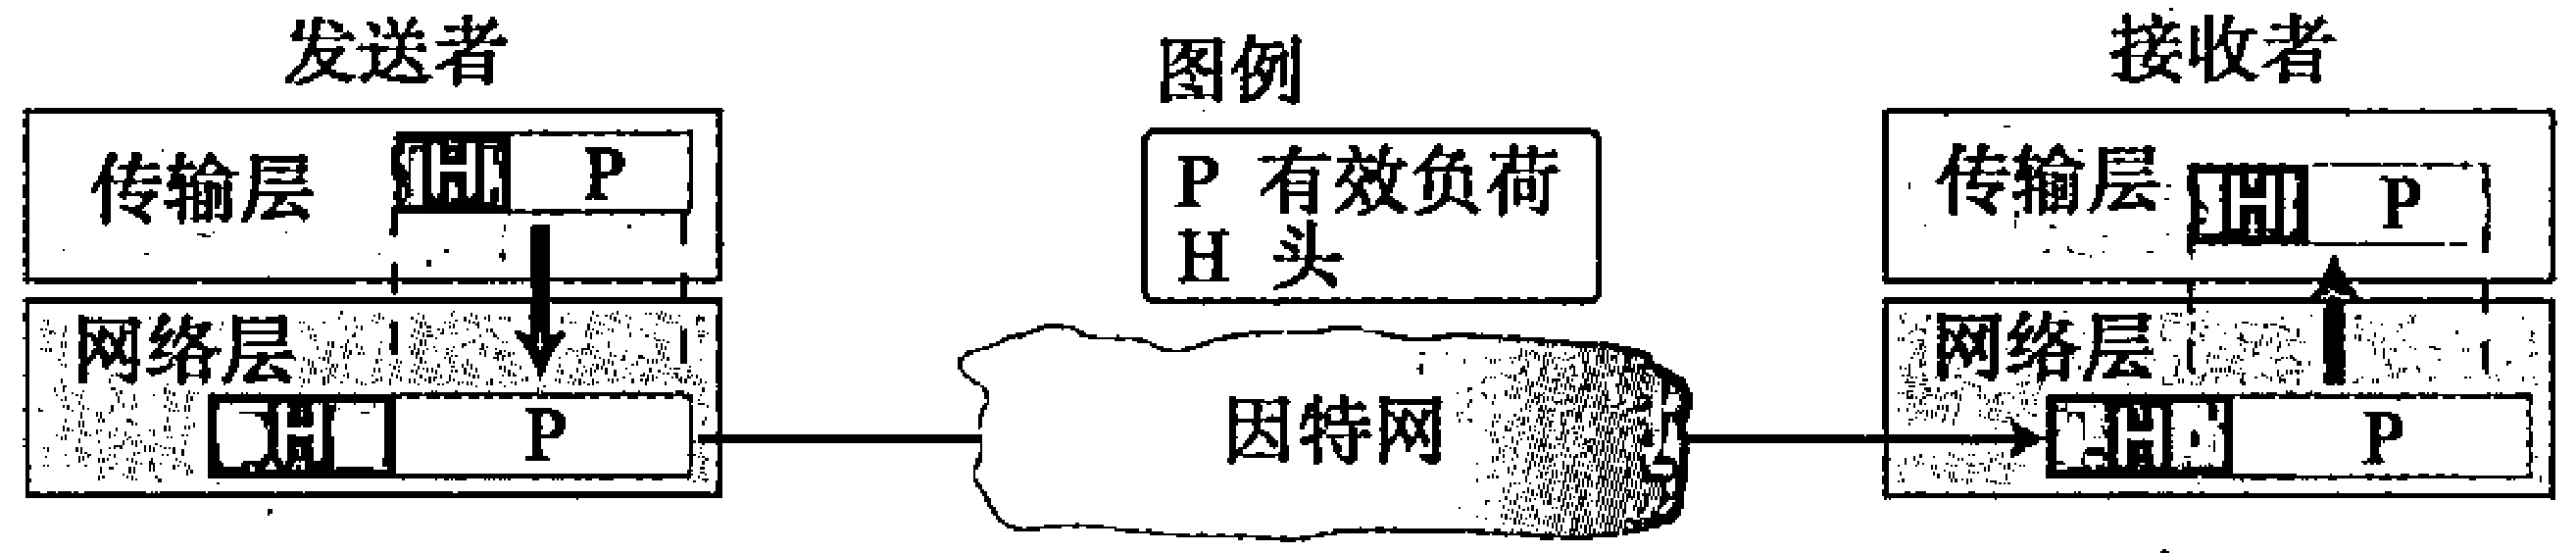 发送者
传输层
H P
网络层
H P
图例
P 有效负荷
H 头
因特网
接收者
传输层
H P
网络层
H P